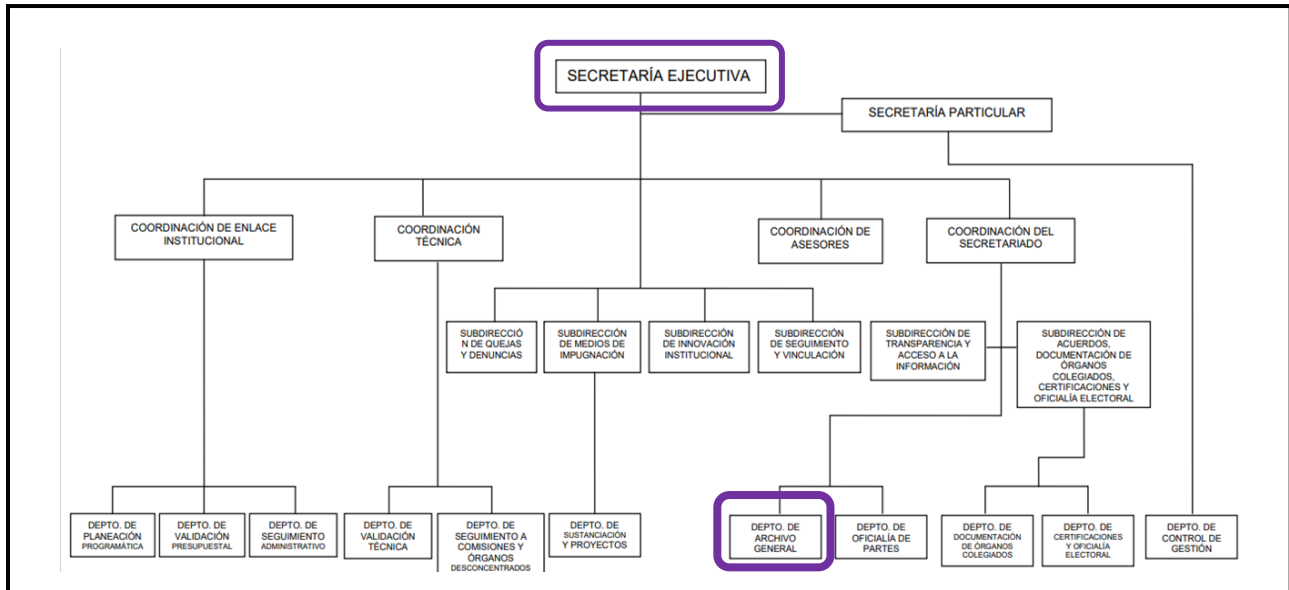 SECRETARÍA EJECUTIVA
SECRETARÍA PARTICULAR
COORDINACIÓN DE ENLACE
INSTITUCIONAL
COORDINACIÓN
TÉCNICA
COORDINACIÓN DE
ASESORES
COORDINACIÓN DEL
SECRETARIADO
SUBDIRECCIÓ
N DE QUEJAS
Y DENUNCIAS
SUBDIRECCIÓN
DE MEDIOS DE
IMPUGNACIÓN
SUBDIRECCIÓN
DE INNOVACIÓN
INSTITUCIONAL
SUBDIRECCIÓN
DE SEGUIMIENTO
Y VINCULACIÓN
SUBDIRECCIÓN DE
TRANSPARENCIA Y
ACCESO A LA
INFORMACIÓN
SUBDIRECCIÓN DE
ACUERDOS,
DOCUMENTACIÓN DE
ÓRGANOS
COLEGIADOS,
CERTIFICACIONES Y
OFICIALÍA ELECTORAL
DEPTO. DE
PLANEACIÓN
PROGRAMÁTICA
DEPTO. DE
VALIDACIÓN
PRESUPUESTAL
DEPTO. DE
SEGUIMIENTO
ADMINISTRATIVO
DEPTO. DE
VALIDACIÓN
TÉCNICA
DEPTO. DE
SEGUIMIENTO A
COMISIONES Y
ÓRGANOS
DESCONCENTRADOS
DEPTO. DE
SUSTANCIACIÓN
Y PROYECTOS
DEPTO. DE
ARCHIVO
GENERAL
DEPTO. DE
OFICIALÍA DE
PARTES
DEPTO. DE
DOCUMENTACIÓN
DE ÓRGANOS
COLEGIADOS
DEPTO. DE
CERTIFICACIONES
Y OFICIALÍA
ELECTORAL
DEPTO. DE
CONTROL DE
GESTIÓN